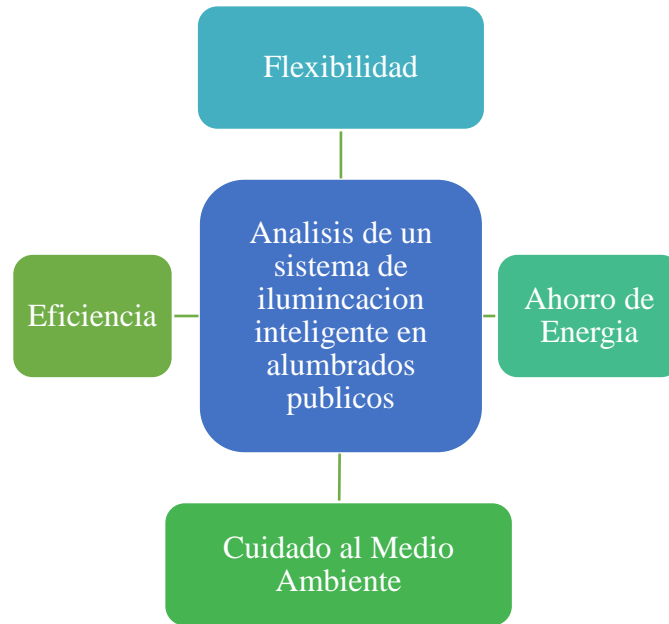 Flexibilidad
Analisis de un
sistema de
ilumincacion
inteligente en
alumbrados
publicos
Eficiencia
Ahorro de
Energia
Cuidado al Medio
Ambiente